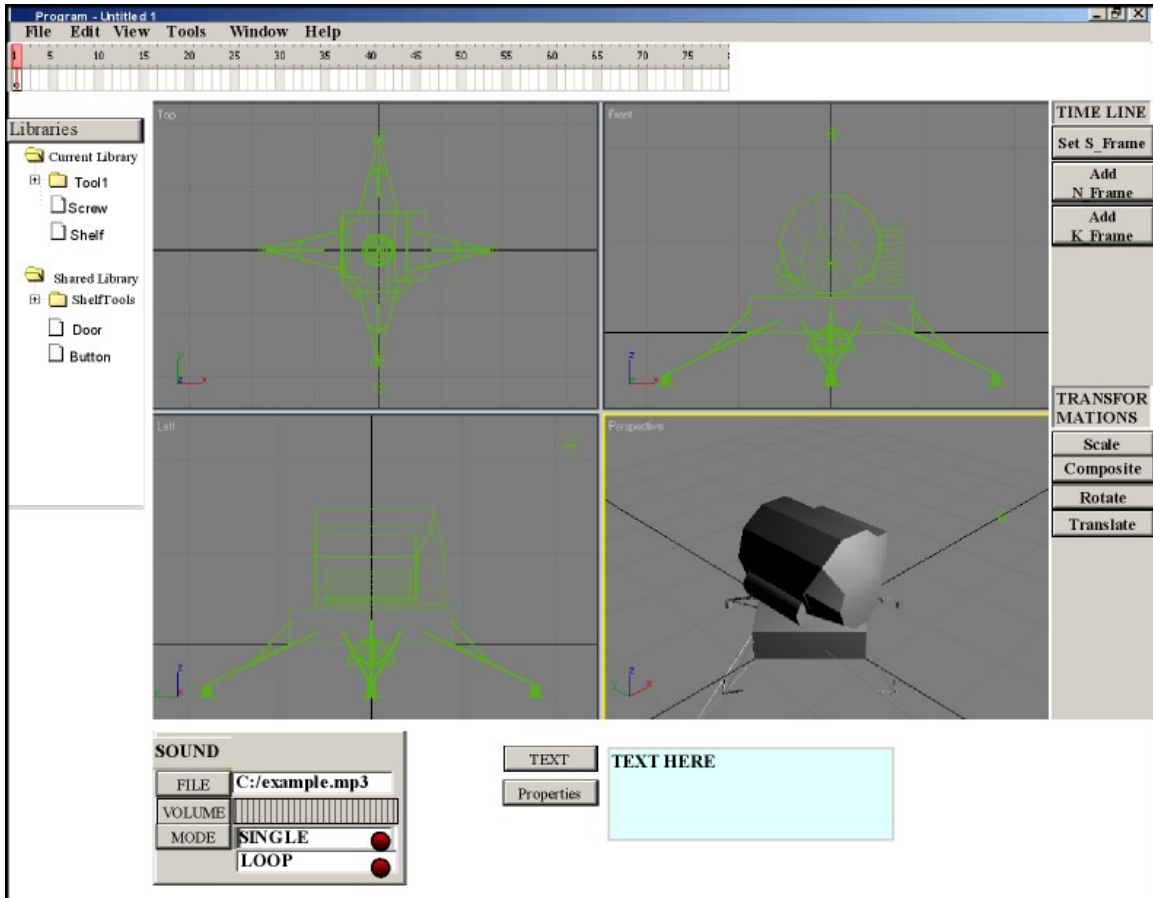 Program - Untitled 1
File Edit View Tools Window Help
1 5 10 15 20 25 30 35 40 45 50 55 60 65 70 75
Top
Front
Libraries
Current Library
Tool1
Screw
Shelf
Shared Library
ShelfTools
Door
Button
TIME LINE
Set S_Frame
Add
N_Frame
Add
K_Frame
y
x
z
x
Left
Perspective
TRANSFOR
MATIONS
Scale
Composite
Rotate
Translate
z
y
z
y
x
SOUND
FILE C:/example.mp3
VOLUME
MODE SINGLE
LOOP
TEXT
Properties
TEXT HERE